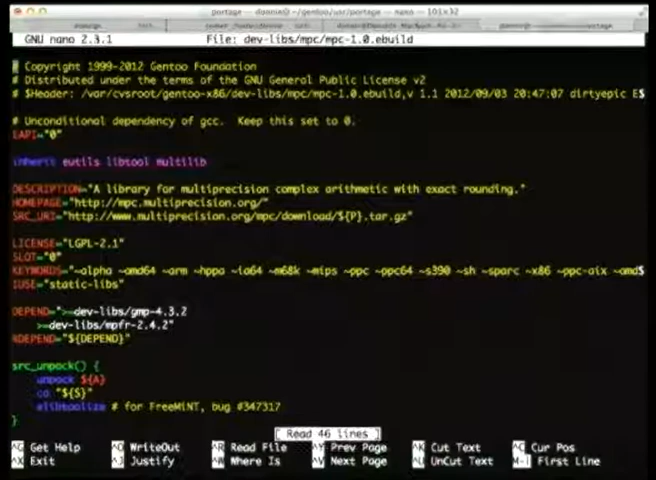 portage — nano — 101×32
GNU nano 2.3.1 File: dev-libs/mpc/mpc-1.0.ebuild
# Copyright 1999-2012 Gentoo Foundation
# Distributed under the terms of the GNU General Public License v2
# $Header: /var/cvsroot/gentoo-x86/dev-libs/mpc/mpc-1.0.ebuild,v 1.1 2012/09/03 20:47:07 dirtyepic E$
# Unconditional dependency of gcc. Keep this set to 0.
EAPI="0"
inherit eutils libtool multilib
DESCRIPTION="A library for multiprecision complex arithmetic with exact rounding."
HOMEPAGE="http://mpc.multiprecision.org/"
SRC_URI="http://www.multiprecision.org/mpc/download/${P}.tar.gz"
LICENSE="LGPL-2.1"
SLOT="0"
KEYWORDS="~alpha ~amd64 ~arm ~hppa ~ia64 ~m68k ~mips ~ppc ~ppc64 ~s390 ~sh ~sparc ~x86 ~ppc-aix ~amd$
IUSE="static-libs"
DEPEND=">=dev-libs/gmp-4.3.2
>=dev-libs/mpfr-2.4.2"
RDEPEND="${DEPEND}"
src_unpack() {
unpack ${A}
cd "${S}"
elibtoolize # for FreeMiNT, bug #347317
}
[ Read 46 lines ]
^G Get Help ^O WriteOut ^R Read File ^Y Prev Page ^K Cut Text ^C Cur Pos
^X Exit ^J Justify ^W Where Is ^V Next Page ^U UnCut Text M-\ First Line